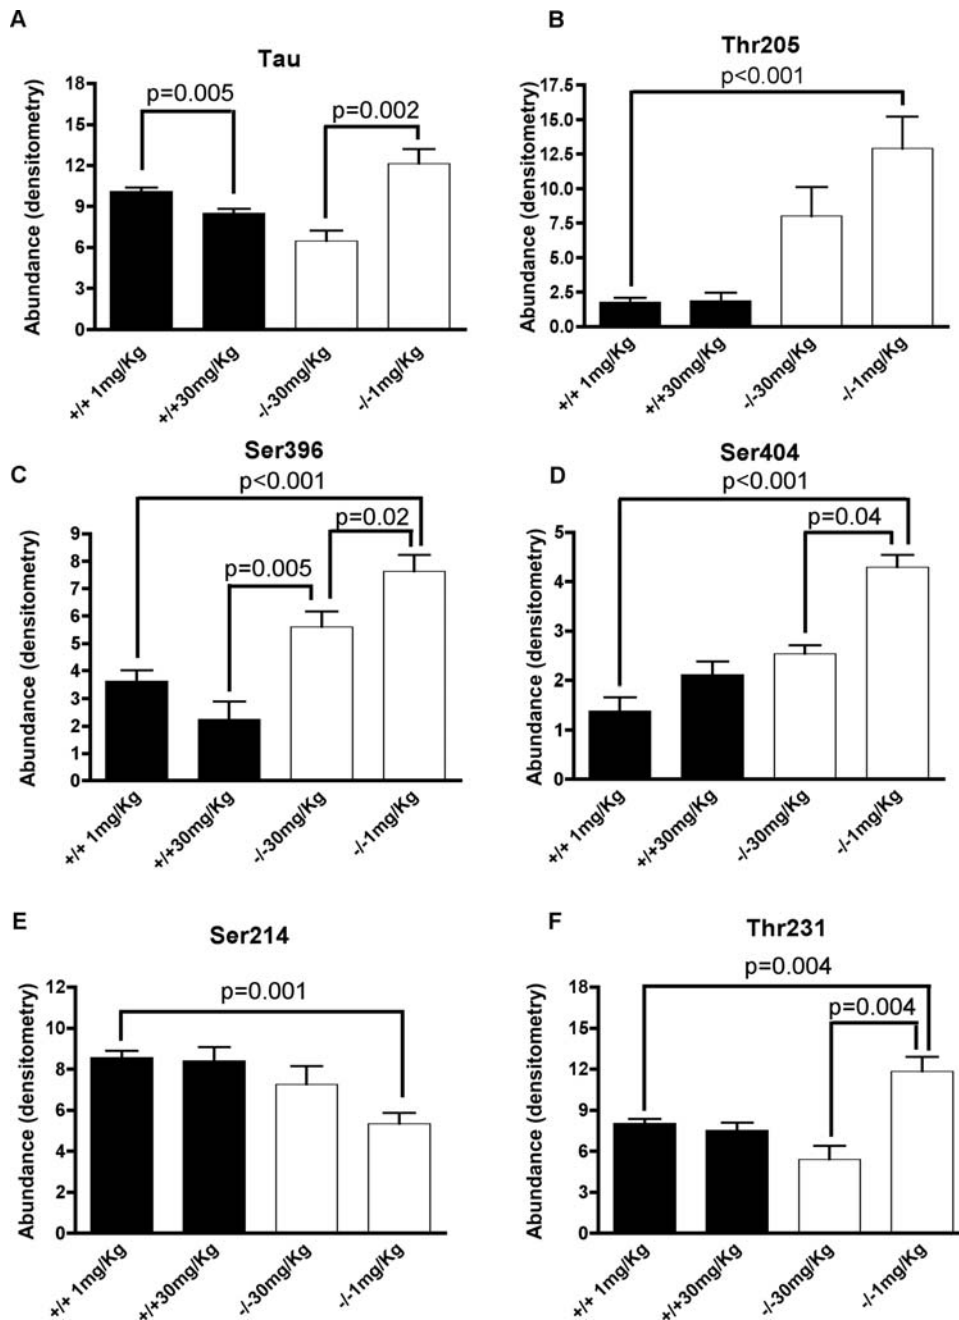 A
Tau
Abundance (densitometry)
18
15
12
9
6
3
0
p=0.005
p=0.002
+/+ 1mg/Kg
+/+30mg/Kg
-/-30mg/Kg
-/-1mg/Kg
B
Thr205
Abundance (densitometry)
17.5
15.0
12.5
10.0
7.5
5.0
2.5
0.0
p<0.001
+/+ 1mg/Kg
+/+30mg/Kg
-/-30mg/Kg
-/-1mg/Kg
C
Ser396
Abundance (densitometry)
9
8
7
6
5
4
3
2
1
0
p<0.001
p=0.02
p=0.005
+/+ 1mg/Kg
+/+30mg/Kg
-/-30mg/Kg
-/-1mg/Kg
D
Ser404
Abundance (densitometry)
5
4
3
2
1
0
p<0.001
p=0.04
+/+ 1mg/Kg
+/+30mg/Kg
-/-30mg/Kg
-/-1mg/Kg
E
Ser214
Abundance (densitometry)
12
10
8
6
4
2
0
p=0.001
+/+ 1mg/Kg
+/+30mg/Kg
-/-30mg/Kg
-/-1mg/Kg
F
Thr231
Abundance (densitometry)
18
15
12
9
6
3
0
p=0.004
p=0.004
+/+ 1mg/Kg
+/+30mg/Kg
-/-30mg/Kg
-/-1mg/Kg